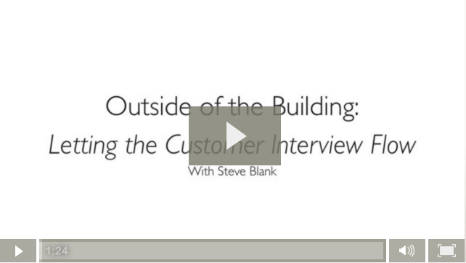 Outside of the Building:
Letting the Customer Interview Flow
With Steve Blank
1:24